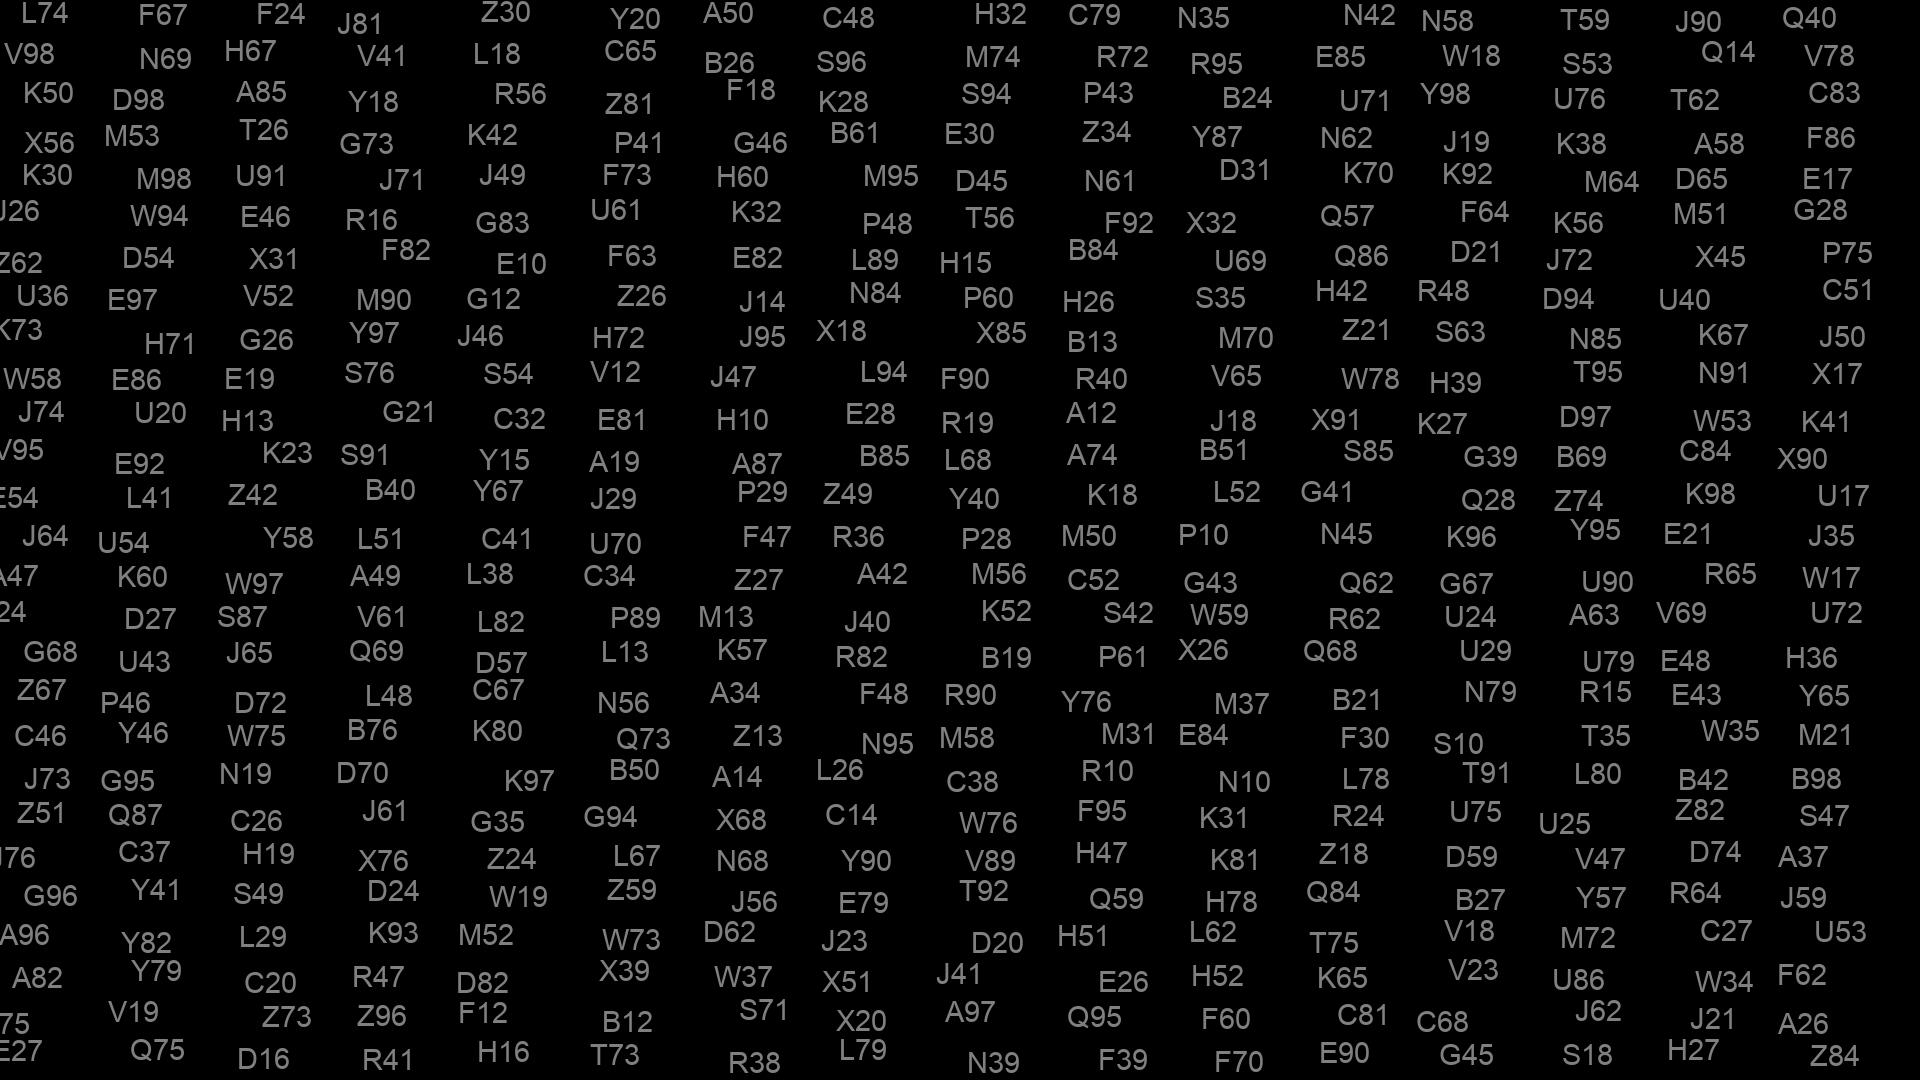 L74 F67 F24 J81 Z30 Y20 A50 C48 H32 C79 N35 N42 N58 T59 J90 Q40
V98 N69 H67 V41 L18 C65 B26 S96 M74 R72 R95 E85 W18 S53 Q14 V78
K50 D98 A85 Y18 R56 Z81 F18 K28 S94 P43 B24 U71 Y98 U76 T62 C83
X56 M53 T26 G73 K42 P41 G46 B61 E30 Z34 Y87 N62 J19 K38 A58 F86
K30 M98 U91 J71 J49 F73 H60 M95 D45 N61 D31 K70 K92 M64 D65 E17
J26 W94 E46 R16 G83 U61 K32 P48 T56 F92 X32 Q57 F64 K56 M51 G28
Z62 D54 X31 F82 E10 F63 E82 L89 H15 B84 U69 Q86 D21 J72 X45 P75
U36 E97 V52 M90 G12 Z26 J14 N84 P60 H26 S35 H42 R48 D94 U40 C51
K73 H71 G26 Y97 J46 H72 J95 X18 X85 B13 M70 Z21 S63 N85 K67 J50
W58 E86 E19 S76 S54 V12 J47 L94 F90 R40 V65 W78 H39 T95 N91 X17
J74 U20 H13 G21 C32 E81 H10 E28 R19 A12 J18 X91 K27 D97 W53 K41
V95 E92 K23 S91 Y15 A19 A87 B85 L68 A74 B51 S85 G39 B69 C84 X90
E54 L41 Z42 B40 Y67 J29 P29 Z49 Y40 K18 L52 G41 Q28 Z74 K98 U17
J64 U54 Y58 L51 C41 U70 F47 R36 P28 M50 P10 N45 K96 Y95 E21 J35
A47 K60 W97 A49 L38 C34 Z27 A42 M56 C52 G43 Q62 G67 U90 R65 W17
24 D27 S87 V61 L82 P89 M13 J40 K52 S42 W59 R62 U24 A63 V69 U72
G68 U43 J65 Q69 D57 L13 K57 R82 B19 P61 X26 Q68 U29 U79 E48 H36
Z67 P46 D72 L48 C67 N56 A34 F48 R90 Y76 M37 B21 N79 R15 E43 Y65
C46 Y46 W75 B76 K80 Q73 Z13 N95 M58 M31 E84 F30 S10 T35 W35 M21
J73 G95 N19 D70 K97 B50 A14 L26 C38 R10 N10 L78 T91 L80 B42 B98
Z51 Q87 C26 J61 G35 G94 X68 C14 W76 F95 K31 R24 U75 U25 Z82 S47
76 C37 H19 X76 Z24 L67 N68 Y90 V89 H47 K81 Z18 D59 V47 D74 A37
G96 Y41 S49 D24 W19 Z59 J56 E79 T92 Q59 H78 Q84 B27 Y57 R64 J59
A96 Y82 L29 K93 M52 W73 D62 J23 D20 H51 L62 T75 V18 M72 C27 U53
A82 Y79 C20 R47 D82 X39 W37 X51 J41 E26 H52 K65 V23 U86 W34 F62
75 V19 Z73 Z96 F12 B12 S71 X20 A97 Q95 F60 C81 C68 J62 J21 A26
E27 Q75 D16 R41 H16 T73 R38 L79 N39 F39 F70 E90 G45 S18 H27 Z84